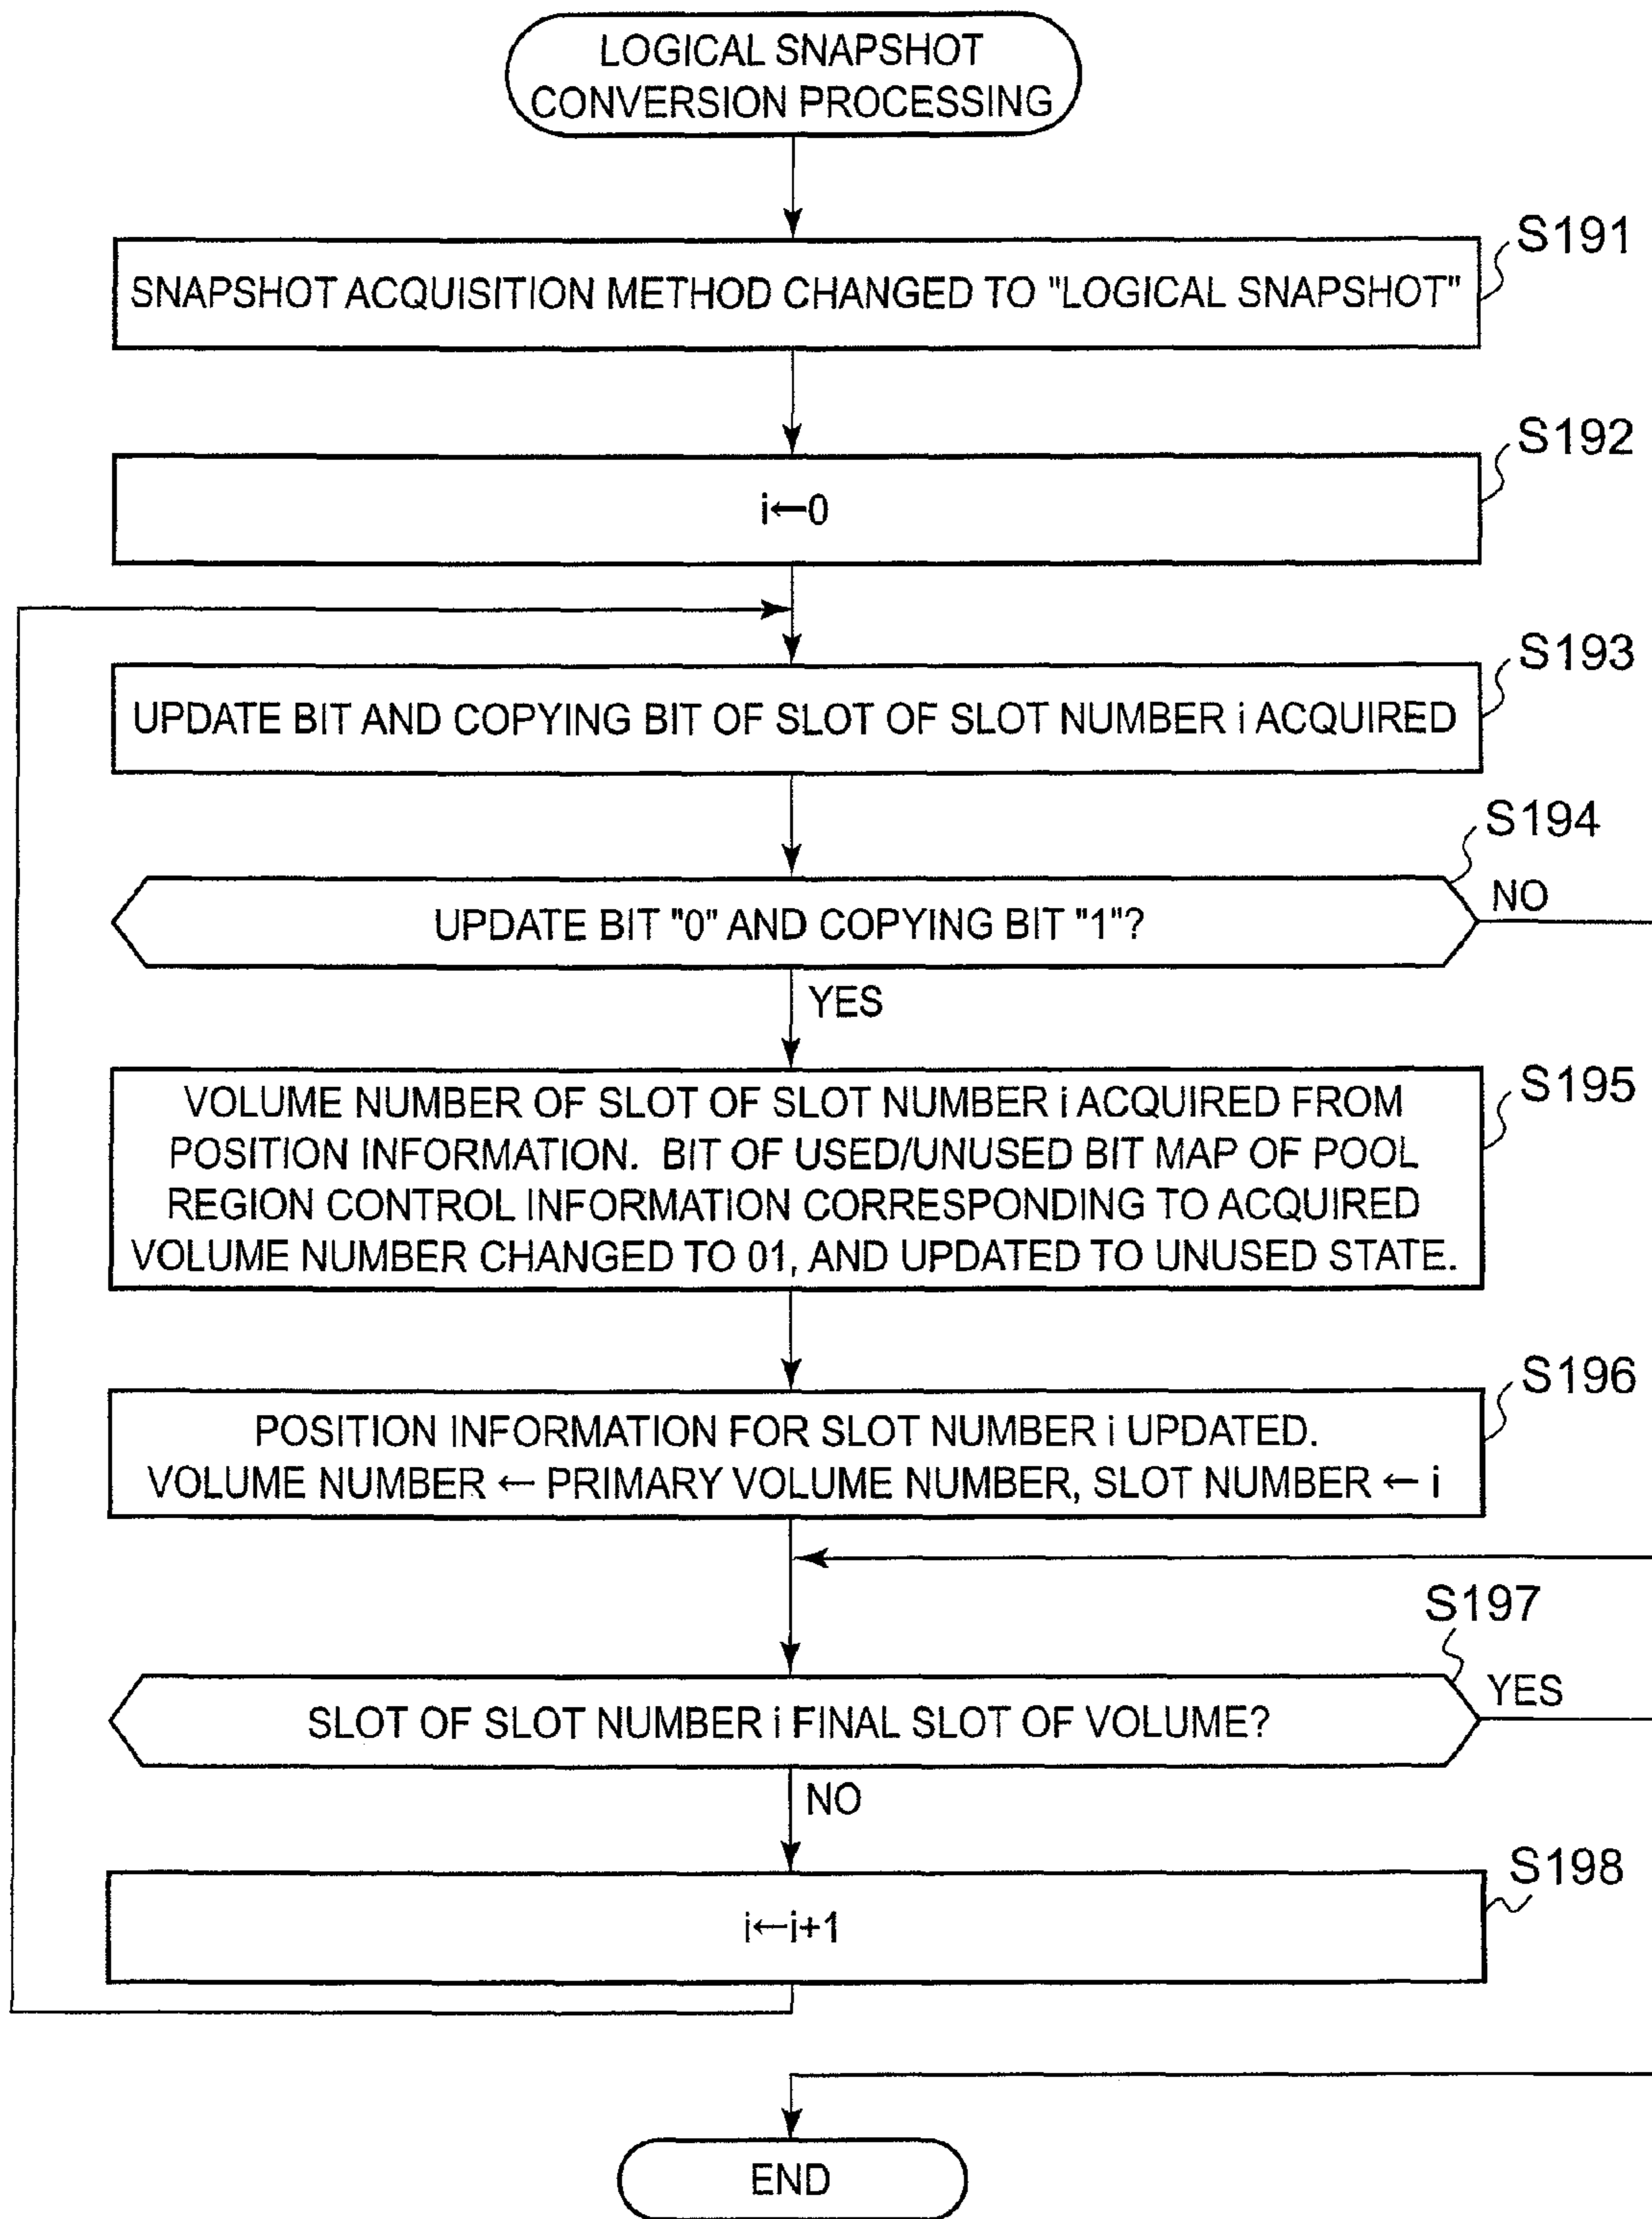 LOGICAL SNAPSHOT
CONVERSION PROCESSING
S191
SNAPSHOT ACQUISITION METHOD CHANGED TO "LOGICAL SNAPSHOT"
S192
i←0
S193
UPDATE BIT AND COPYING BIT OF SLOT OF SLOT NUMBER i ACQUIRED
S194
UPDATE BIT "0" AND COPYING BIT "1"?
NO
YES
S195
VOLUME NUMBER OF SLOT OF SLOT NUMBER i ACQUIRED FROM
POSITION INFORMATION. BIT OF USED/UNUSED BIT MAP OF POOL
REGION CONTROL INFORMATION CORRESPONDING TO ACQUIRED
VOLUME NUMBER CHANGED TO 01, AND UPDATED TO UNUSED STATE.
S196
POSITION INFORMATION FOR SLOT NUMBER i UPDATED.
VOLUME NUMBER ← PRIMARY VOLUME NUMBER, SLOT NUMBER ← i
S197
SLOT OF SLOT NUMBER i FINAL SLOT OF VOLUME?
YES
NO
S198
i←i+1
END